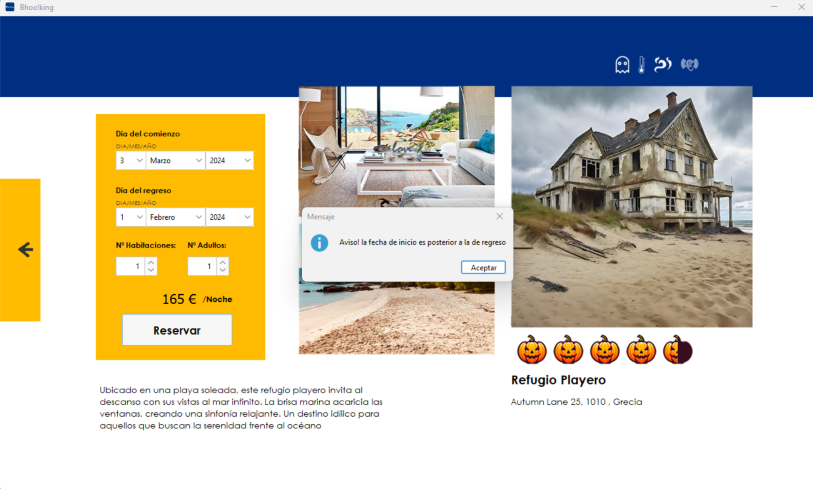 Bhoolking
Día del comienzo
DIA/MES/AÑO
3 Marzo 2024
Día del regreso
DIA/MES/AÑO
1 Febrero 2024
Nº Habilaciones: Nº Adultos:
1 1
165 € /Noche
Reservar
love
Mensaje
Aviso! la fecha de inicio es posterior a la de regreso
Aceptar
Ubicado en una playa soleada, este refugio playero invita al
descanso con sus vistas al mar infinito. La brisa marina acaricia las
ventanas, creando una sinfonía relajante. Un destino idílico para
aquellos que buscan la serenidad frente al océano
Refugio Playero
Autumn Lane 25, 1010 , Grecia